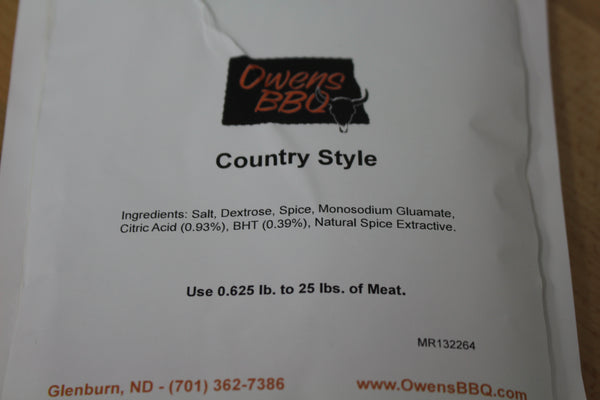 Owens
BBQ
Country Style
Ingredients: Salt, Dextrose, Spice, Monosodium Gluamate,
Citric Acid (0.93%), BHT (0.39%), Natural Spice Extractive.
Use 0.625 lb. to 25 lbs. of Meat.
MR132264
Glenburn, ND - (701) 362-7386
www.OwensBBQ.com